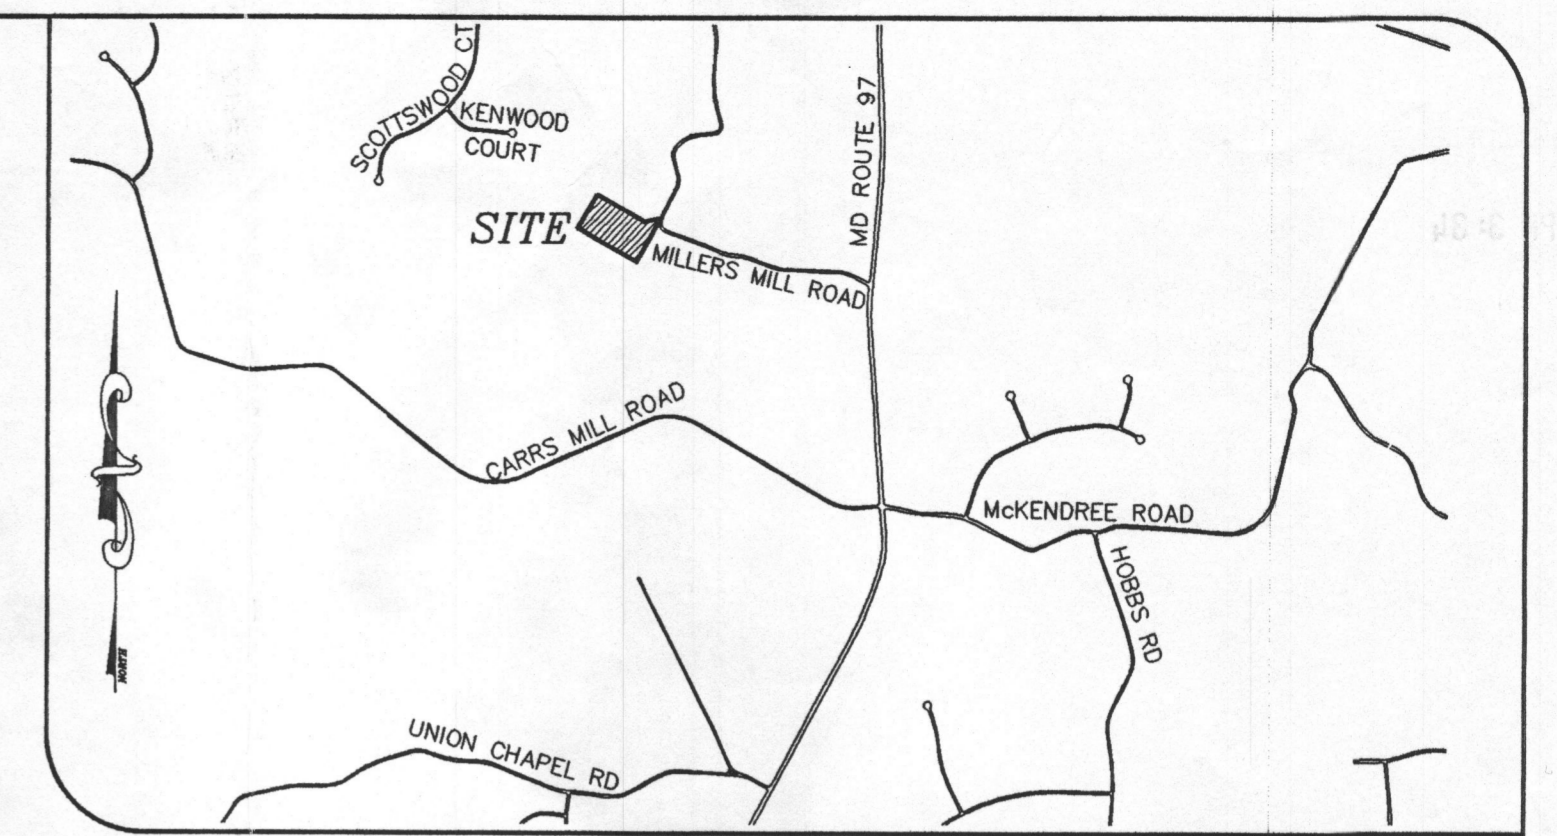 SCOTTSWOOD CT
KENWOOD
COURT
MD ROUTE 97
SITE
MILLERS MILL ROAD
CARRS MILL ROAD
McKENDREE ROAD
HOBBS RD
UNION CHAPEL RD